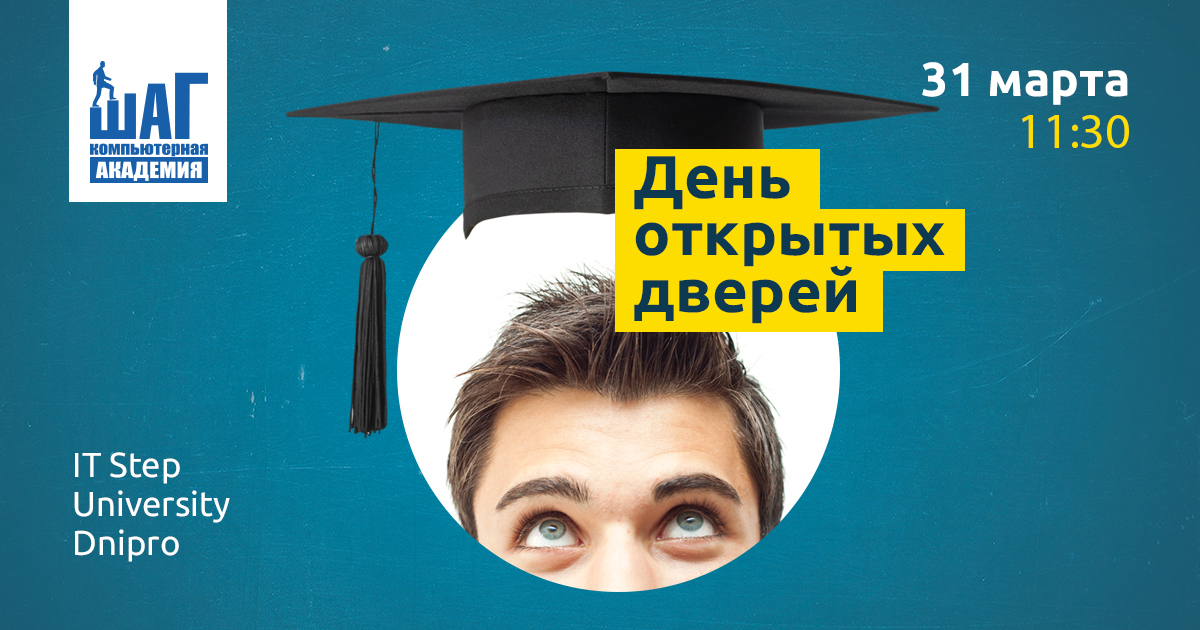 ШАГ
КОМПЬЮТЕРНАЯ
АКАДЕМИЯ
31 марта
11:30
День
открытых
дверей
IT Step
University
Dnipro